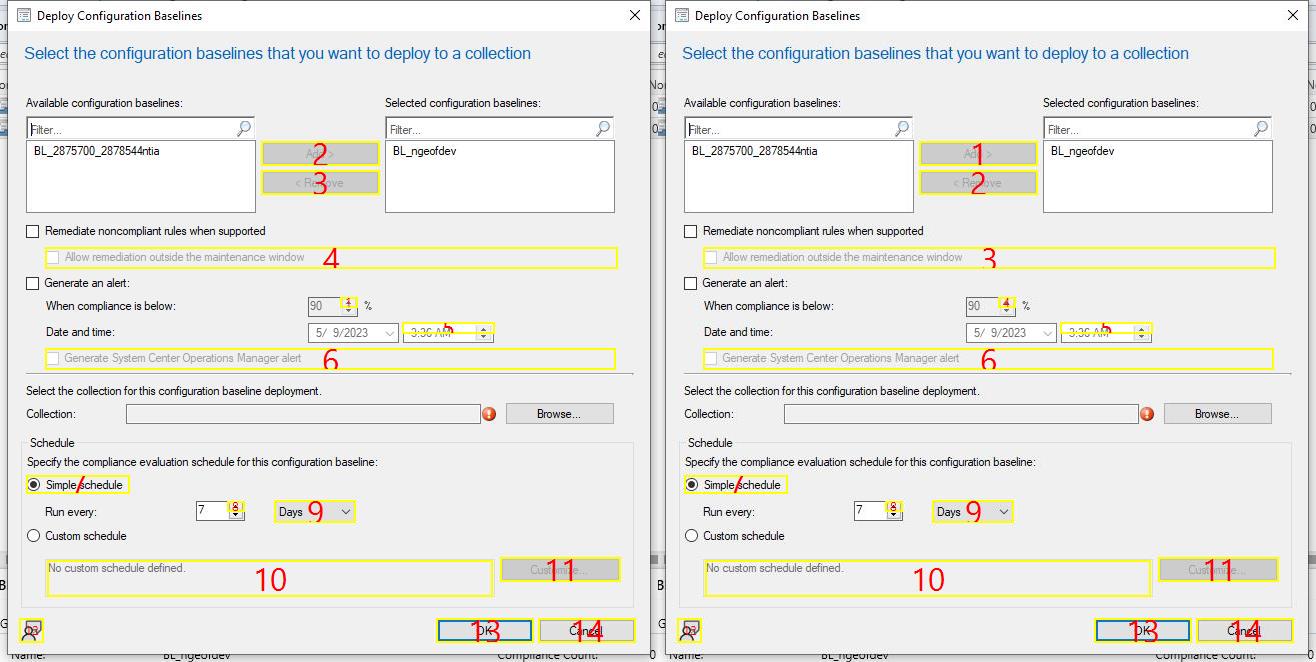 Deploy Configuration Baselines
Select the configuration baselines that you want to deploy to a collection
Available configuration baselines:
Selected configuration baselines:
Filter...
Filter...
BL_2875700_2878544ntia
BL_ngeofdev
Add >
2
< Remove
3
Remediate noncompliant rules when supported
Allow remediation outside the maintenance window
4
Generate an alert:
When compliance is below:
90
1
%
Date and time:
5/ 9/2023
3:36 AM
5
Generate System Center Operations Manager alert
6
Select the collection for this configuration baseline deployment.
Collection:
Browse...
Schedule
Specify the compliance evaluation schedule for this configuration baseline:
Simple schedule
7
Run every:
7
8
Days
9
Custom schedule
No custom schedule defined.
10
Customize...
11
OK
13
Cancel
14
Name:
BL_ngeofdev
Compliance Count:
0
Deploy Configuration Baselines
Select the configuration baselines that you want to deploy to a collection
Available configuration baselines:
Selected configuration baselines:
Filter...
Filter...
BL_2875700_2878544ntia
BL_ngeofdev
Add >
1
< Remove
2
Remediate noncompliant rules when supported
Allow remediation outside the maintenance window
3
Generate an alert:
When compliance is below:
90
4
%
Date and time:
5/ 9/2023
3:36 AM
5
Generate System Center Operations Manager alert
6
Select the collection for this configuration baseline deployment.
Collection:
Browse...
Schedule
Specify the compliance evaluation schedule for this configuration baseline:
Simple schedule
7
Run every:
7
8
Days
9
Custom schedule
No custom schedule defined.
10
Customize...
11
OK
13
Cancel
14
Name:
BL_ngeofdev
Compliance Count:
0